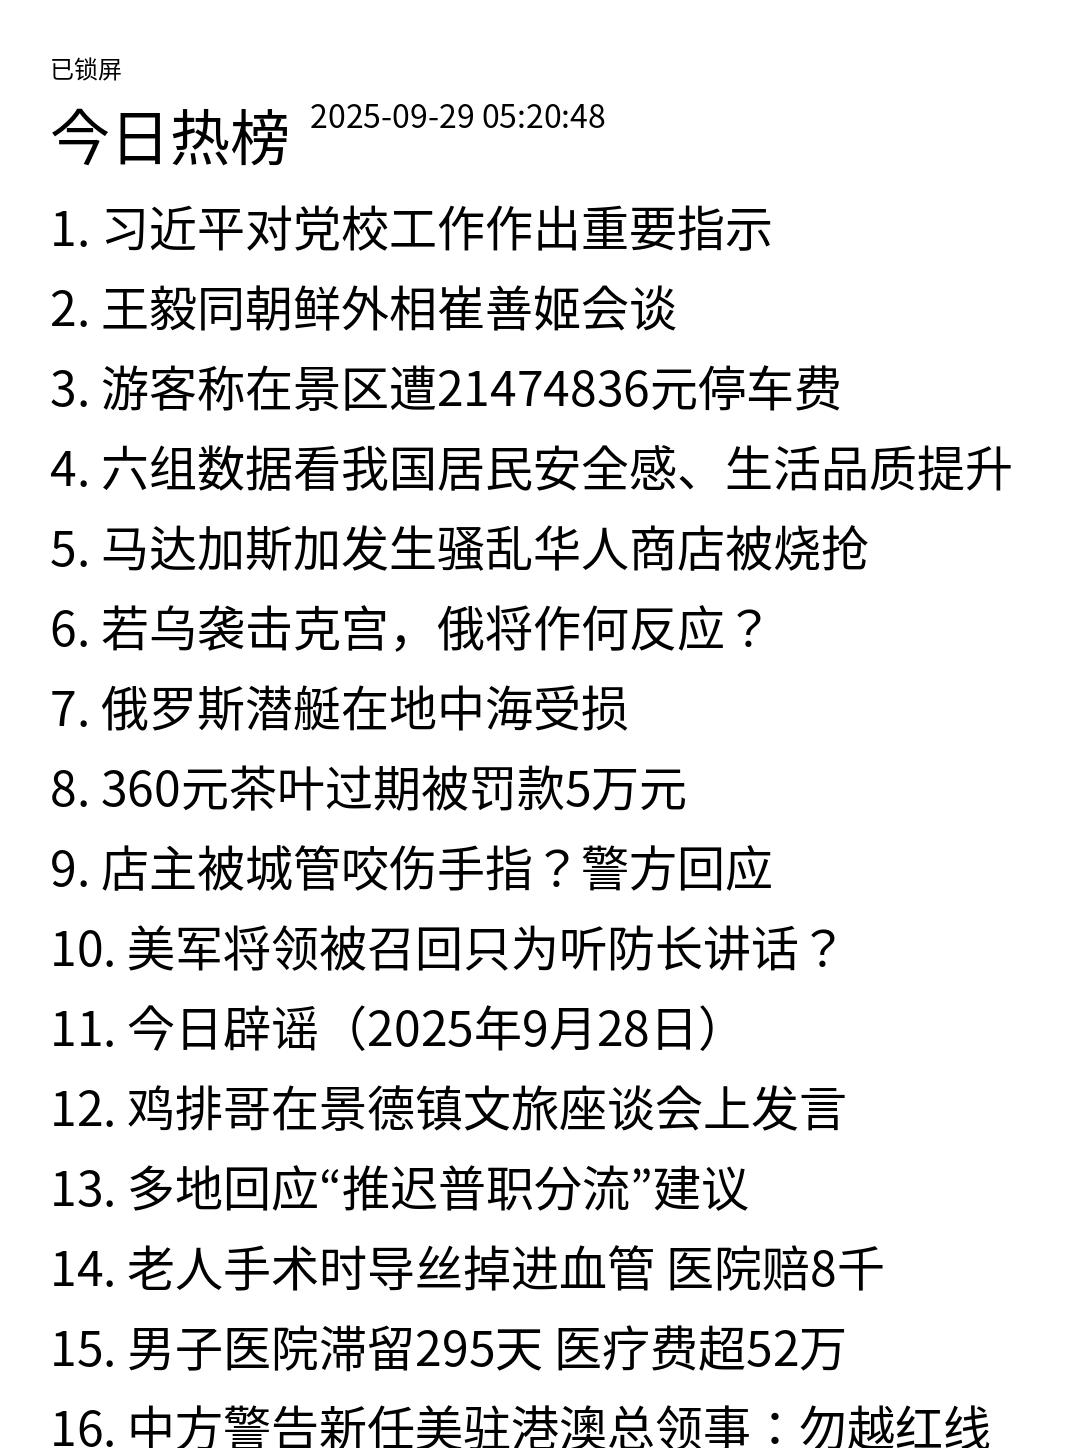 已锁屏
今日热榜 2025-09-29 05:20:48
1. 习近平对党校工作作出重要指示
2. 王毅同朝鲜外相崔善姬会谈
3. 游客称在景区遭21474836元停车费
4. 六组数据看我国居民安全感、生活品质提升
5. 马达加斯加发生骚乱华人商店被烧抢
6. 若乌袭击克宫，俄将作何反应？
7. 俄罗斯潜艇在地中海受损
8. 360元茶叶过期被罚款5万元
9. 店主被城管咬伤手指？警方回应
10. 美军将领被召回只为听防长讲话？
11. 今日辟谣（2025年9月28日）
12. 鸡排哥在景德镇文旅座谈会上发言
13. 多地回应“推迟普职分流”建议
14. 老人手术时导丝掉进血管 医院赔8千
15. 男子医院滞留295天 医疗费超52万
16. 中方警告新任美驻港澳总领事：勿越红线